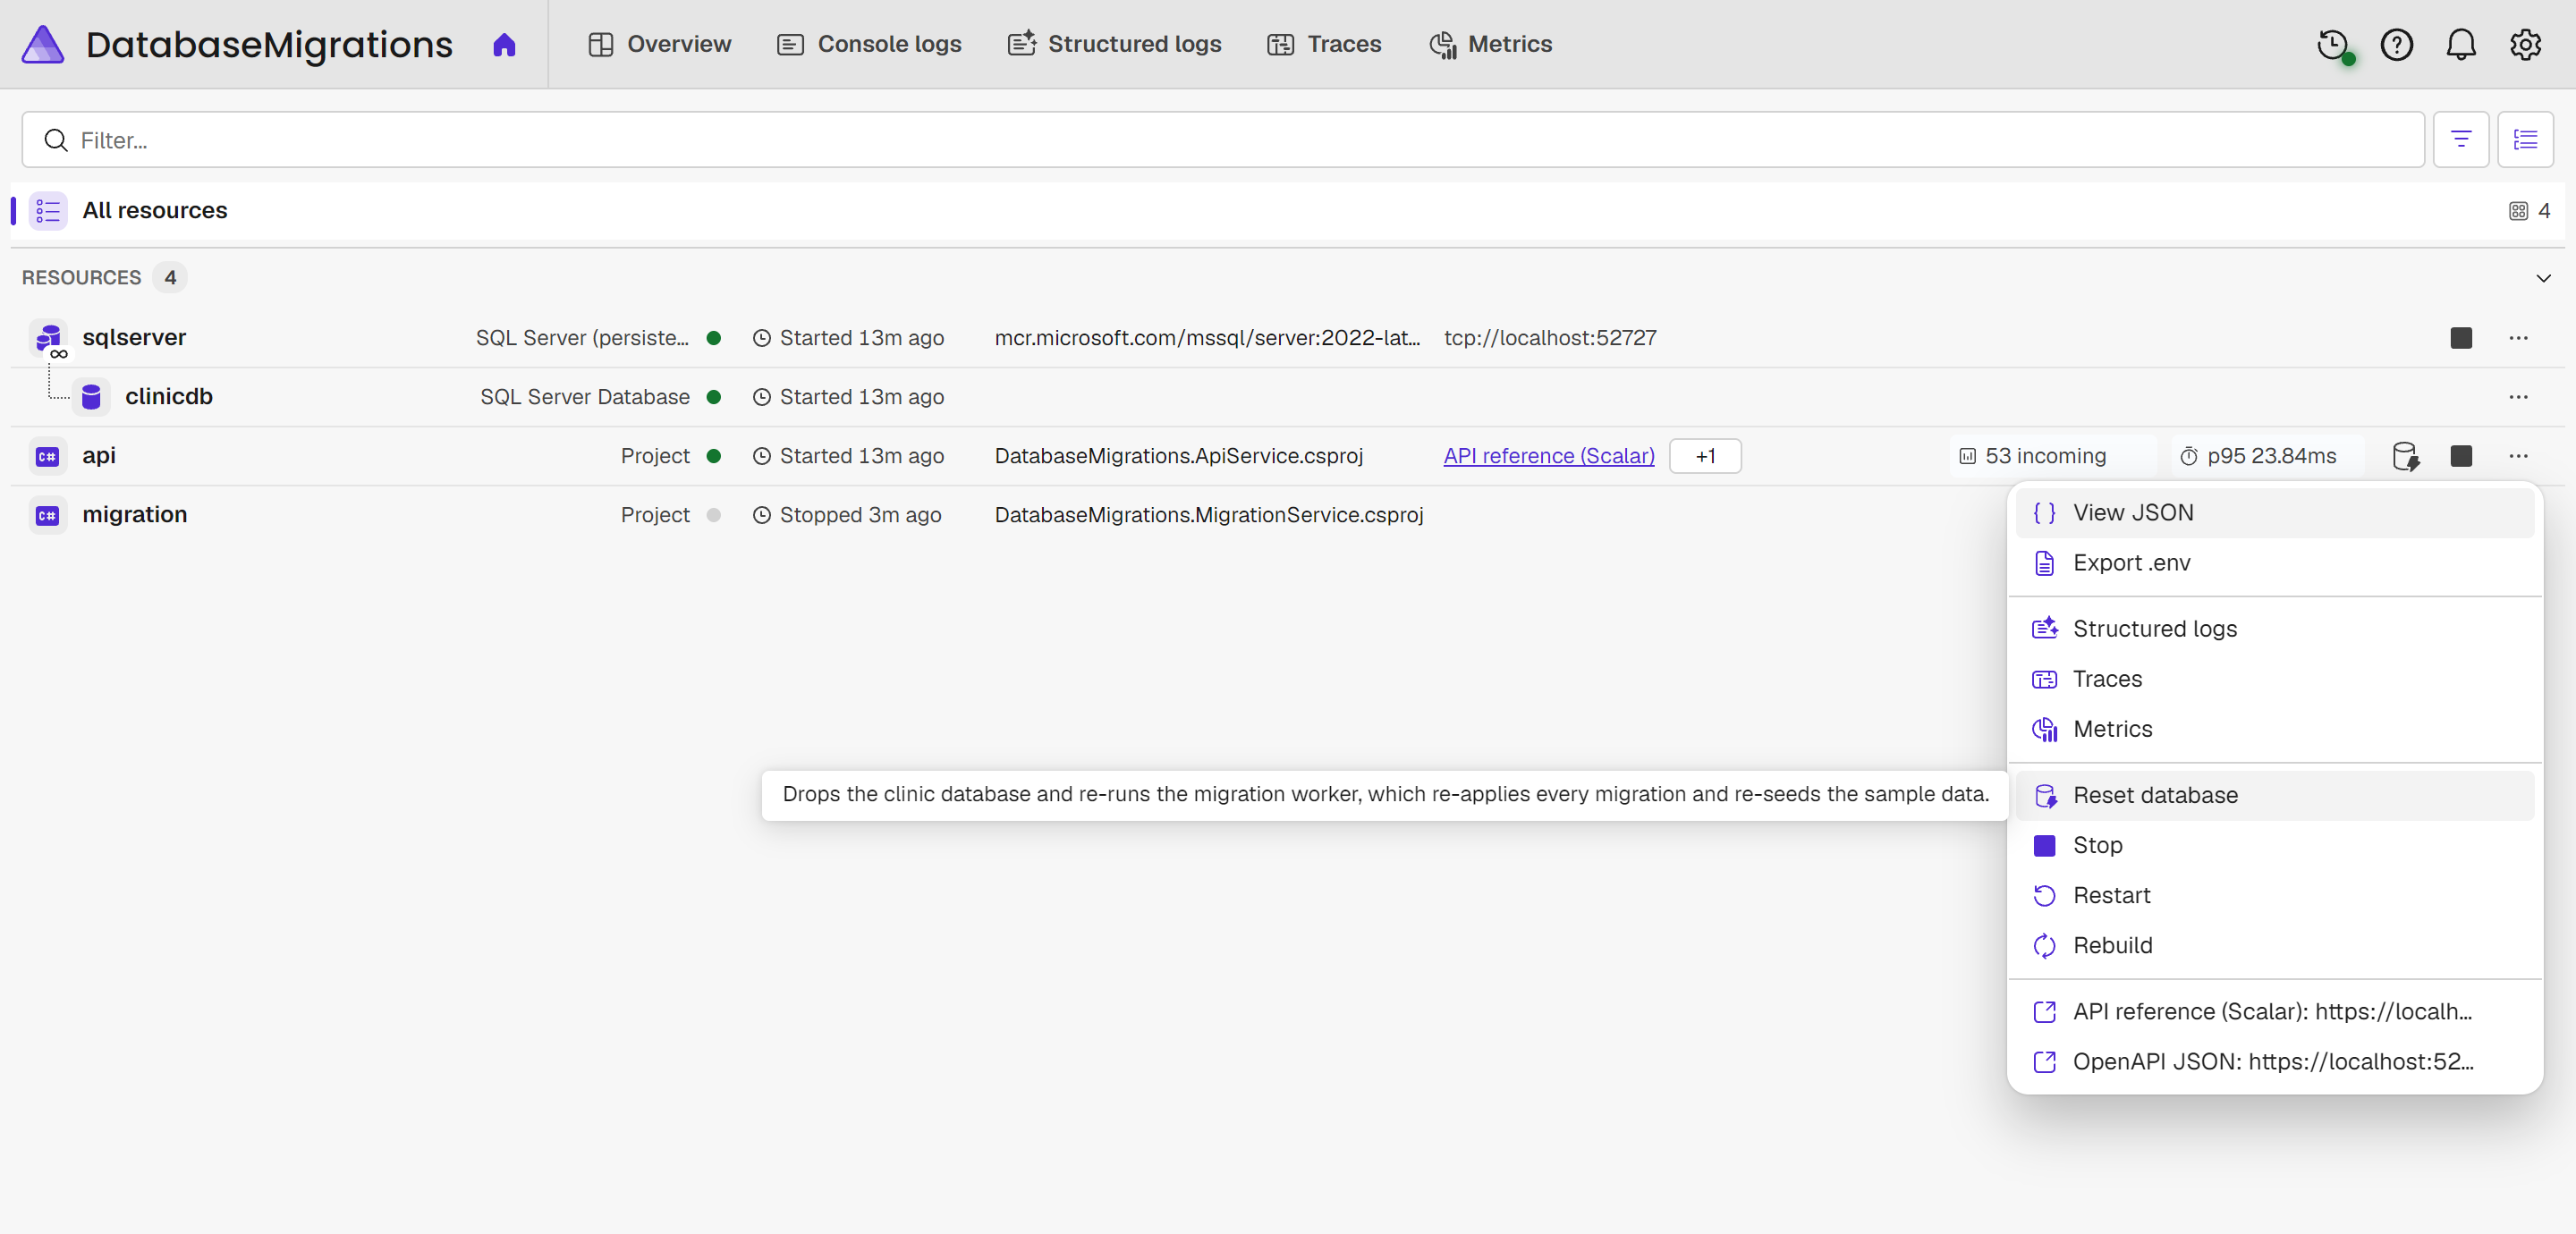 DatabaseMigrations
Overview
Console logs
Structured logs
Traces
Metrics
Filter...
All resources
4
RESOURCES 4
sqlserver SQL Server (persiste... Started 13m ago mcr.microsoft.com/mssql/server:2022-lat... tcp://localhost:52727
clinicdb SQL Server Database Started 13m ago
C# api Project Started 13m ago DatabaseMigrations.ApiService.csproj API reference (Scalar) +1 53 incoming p95 23.84ms
C# migration Project Stopped 3m ago DatabaseMigrations.MigrationService.csproj
View JSON
Export .env
Structured logs
Traces
Metrics
Drops the clinic database and re-runs the migration worker, which re-applies every migration and re-seeds the sample data.
Reset database
Stop
Restart
Rebuild
API reference (Scalar): https://localh...
OpenAPI JSON: https://localhost:52...